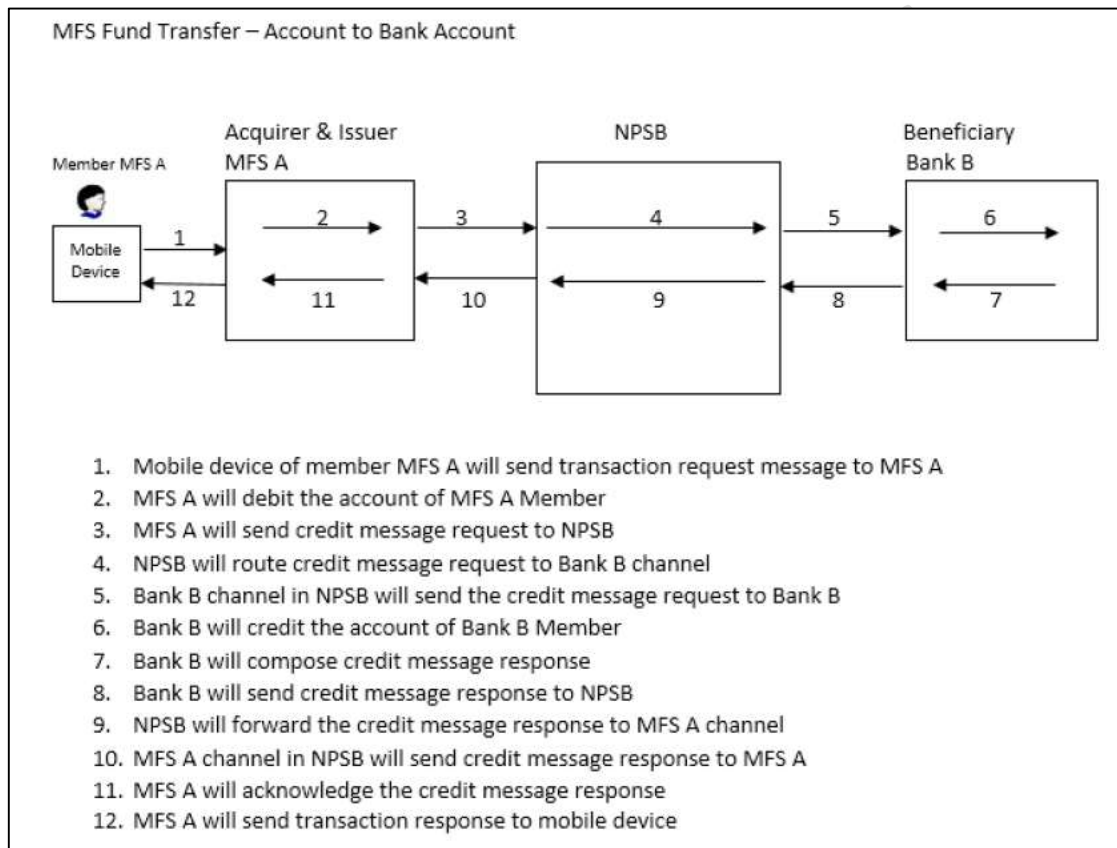 MFS Fund Transfer – Account to Bank Account
Acquirer & Issuer
MFS A
NPSB
Beneficiary
Bank B
Member MFS A
Mobile
Device
1
2
3
4
5
6
12
11
10
9
8
7
1. Mobile device of member MFS A will send transaction request message to MFS A
2. MFS A will debit the account of MFS A Member
3. MFS A will send credit message request to NPSB
4. NPSB will route credit message request to Bank B channel
5. Bank B channel in NPSB will send the credit message request to Bank B
6. Bank B will credit the account of Bank B Member
7. Bank B will compose credit message response
8. Bank B will send credit message response to NPSB
9. NPSB will forward the credit message response to MFS A channel
10. MFS A channel in NPSB will send credit message response to MFS A
11. MFS A will acknowledge the credit message response
12. MFS A will send transaction response to mobile device